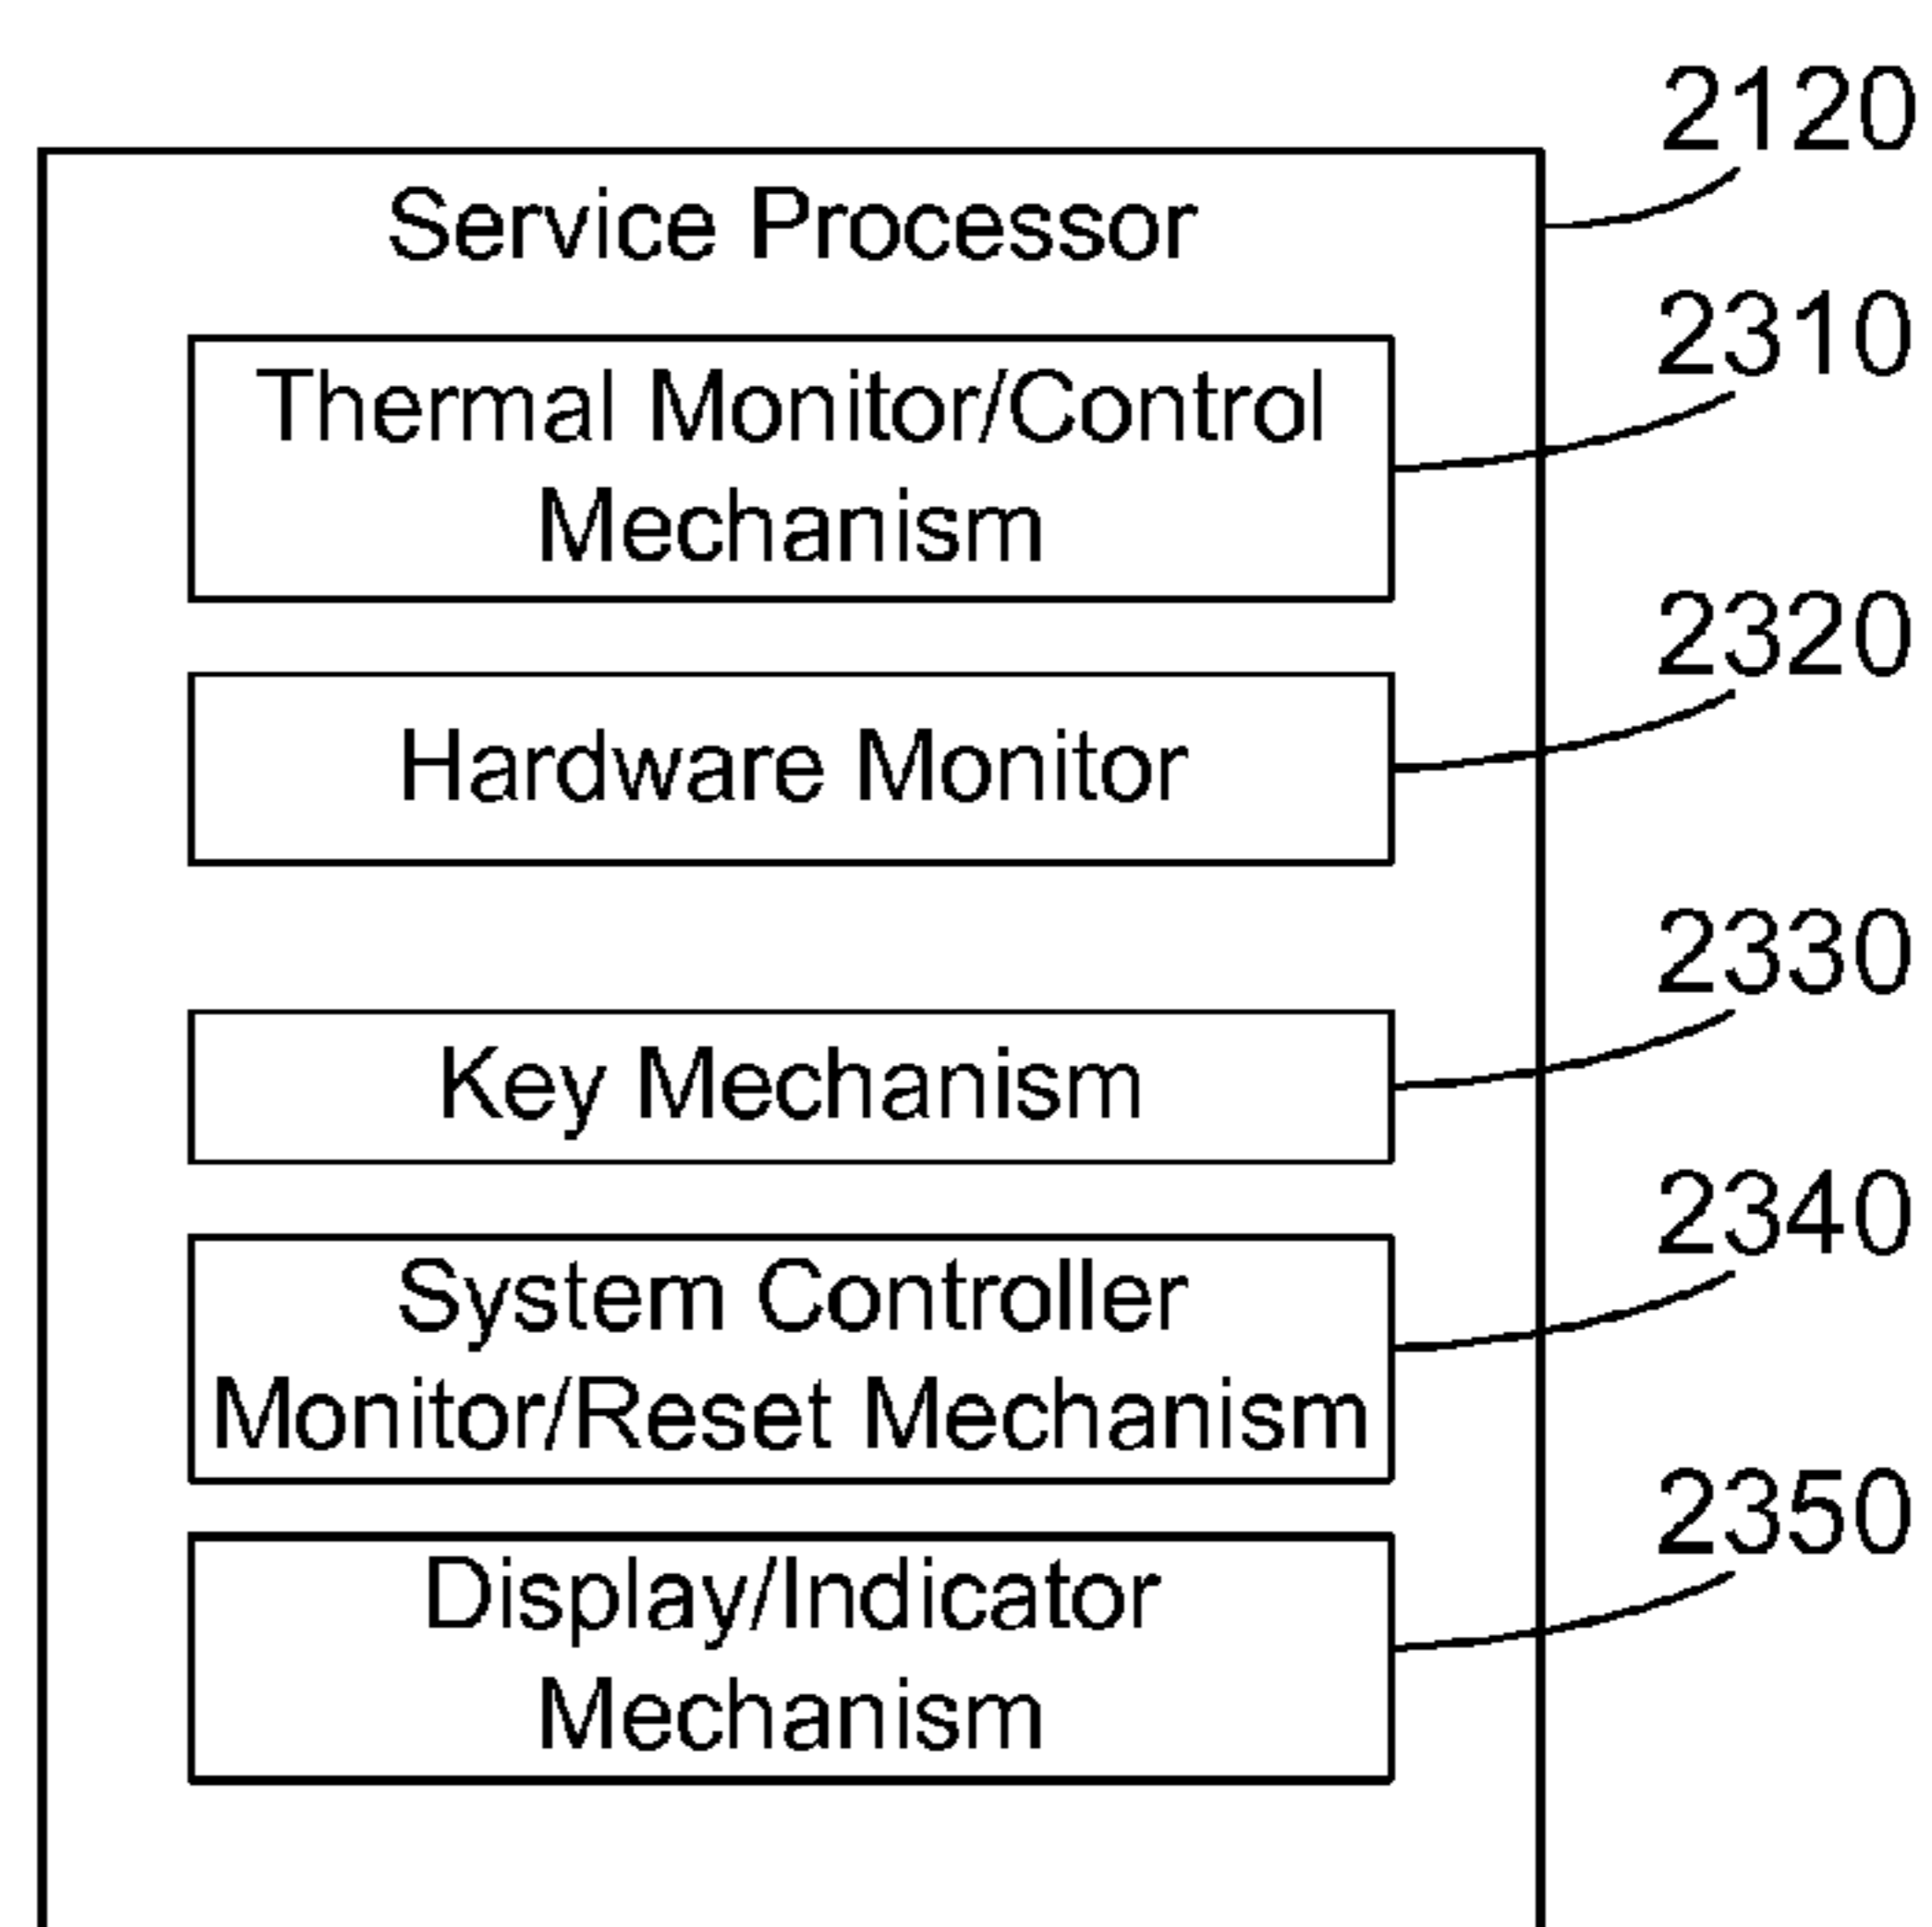 2120
Service Processor
2310
Thermal Monitor/Control
Mechanism
2320
Hardware Monitor
2330
Key Mechanism
2340
System Controller
Monitor/Reset Mechanism
2350
Display/Indicator
Mechanism